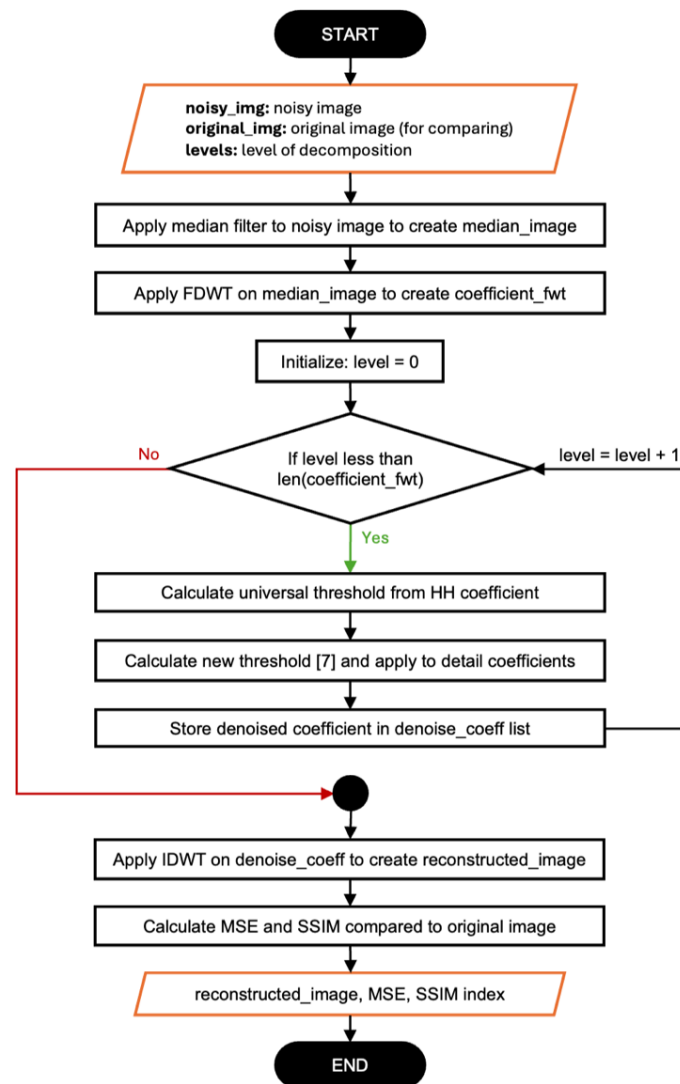 START
noisy_img: noisy image
original_img: original image (for comparing)
levels: level of decomposition
Apply median filter to noisy image to create median_image
Apply FDWT on median_image to create coefficient_fwt
Initialize: level = 0
No
If level less than
len(coefficient_fwt)
level = level + 1
Yes
Calculate universal threshold from HH coefficient
Calculate new threshold [7] and apply to detail coefficients
Store denoised coefficient in denoise_coeff list
Apply IDWT on denoise_coeff to create reconstructed_image
Calculate MSE and SSIM compared to original image
reconstructed_image, MSE, SSIM index
END